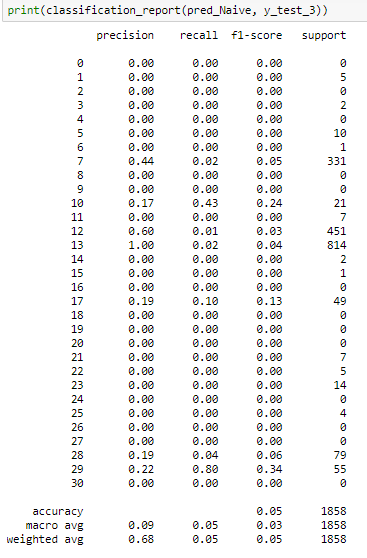 print(classification_report(pred_Naive, y_test_3))
precision recall f1-score support
0 0.00 0.00 0.00 0
1 0.00 0.00 0.00 5
2 0.00 0.00 0.00 0
3 0.00 0.00 0.00 2
4 0.00 0.00 0.00 0
5 0.00 0.00 0.00 10
6 0.00 0.00 0.00 1
7 0.44 0.02 0.05 331
8 0.00 0.00 0.00 0
9 0.00 0.00 0.00 0
10 0.17 0.43 0.24 21
11 0.00 0.00 0.00 7
12 0.60 0.01 0.03 451
13 1.00 0.02 0.04 814
14 0.00 0.00 0.00 2
15 0.00 0.00 0.00 1
16 0.00 0.00 0.00 0
17 0.19 0.10 0.13 49
18 0.00 0.00 0.00 0
19 0.00 0.00 0.00 0
20 0.00 0.00 0.00 0
21 0.00 0.00 0.00 7
22 0.00 0.00 0.00 5
23 0.00 0.00 0.00 14
24 0.00 0.00 0.00 0
25 0.00 0.00 0.00 4
26 0.00 0.00 0.00 0
27 0.00 0.00 0.00 0
28 0.19 0.04 0.06 79
29 0.22 0.80 0.34 55
30 0.00 0.00 0.00 0
accuracy 0.05 1858
macro avg 0.09 0.05 0.03 1858
weighted avg 0.68 0.05 0.05 1858